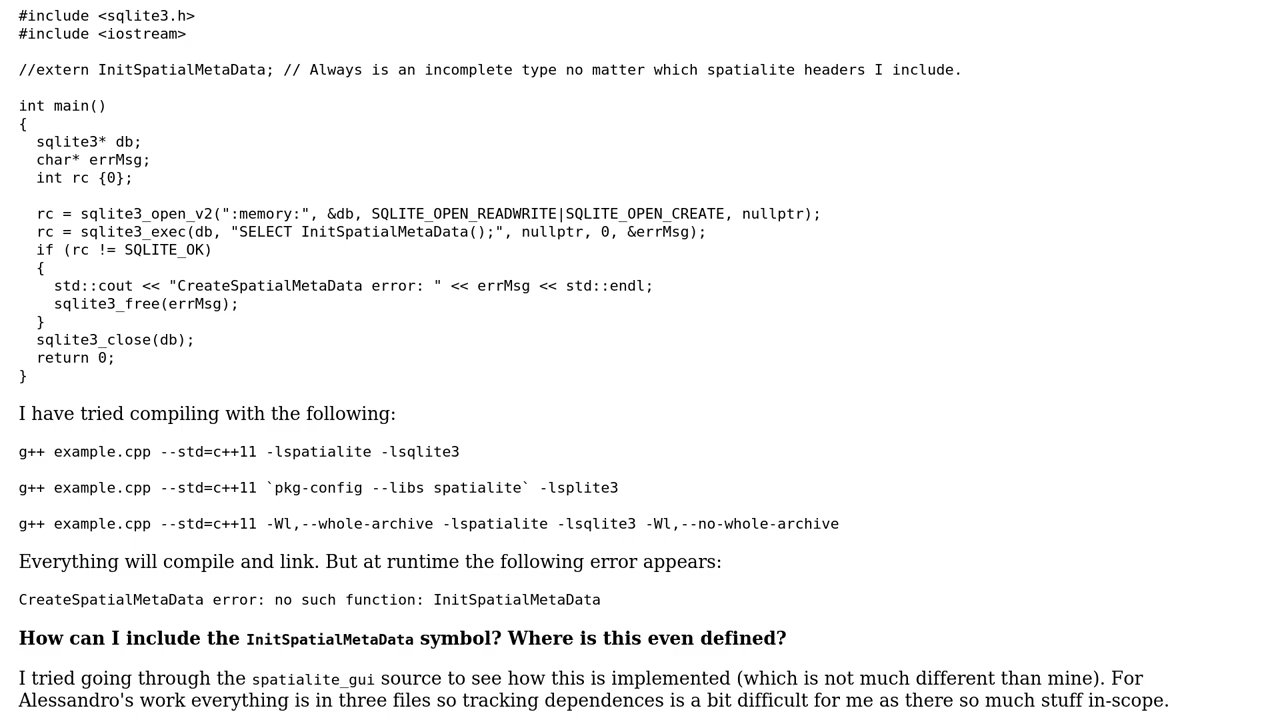 #include <sqlite3.h>
#include <iostream>
//extern InitSpatialMetaData; // Always is an incomplete type no matter which spatialite headers I include.
int main()
{
sqlite3* db;
char* errMsg;
int rc {0};
rc = sqlite3_open_v2(":memory:", &db, SQLITE_OPEN_READWRITE|SQLITE_OPEN_CREATE, nullptr);
rc = sqlite3_exec(db, "SELECT InitSpatialMetaData();", nullptr, 0, &errMsg);
if (rc != SQLITE_OK)
{
std::cout << "CreateSpatialMetaData error: " << errMsg << std::endl;
sqlite3_free(errMsg);
}
sqlite3_close(db);
return 0;
}
I have tried compiling with the following:
g++ example.cpp --std=c++11 -lspatialite -lsqlite3
g++ example.cpp --std=c++11 `pkg-config --libs spatialite` -lsplite3
g++ example.cpp --std=c++11 -Wl,--whole-archive -lspatialite -lsqlite3 -Wl,--no-whole-archive
Everything will compile and link. But at runtime the following error appears:
CreateSpatialMetaData error: no such function: InitSpatialMetaData
How can I include the InitSpatialMetaData symbol? Where is this even defined?
I tried going through the spatialite_gui source to see how this is implemented (which is not much different than mine). For
Alessandro's work everything is in three files so tracking dependences is a bit difficult for me as there so much stuff in-scope.